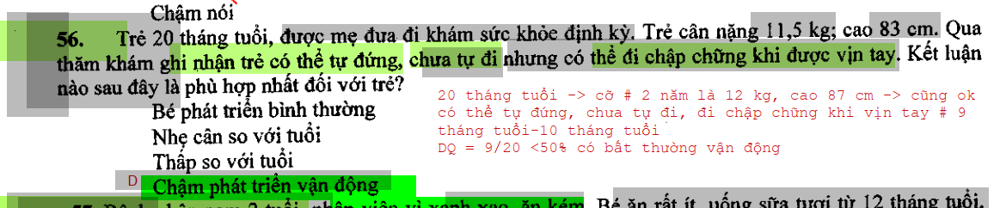 Chậm nói
56. Trẻ 20 tháng tuổi, được mẹ đưa đi khám sức khỏe định kỳ. Trẻ cân nặng 11,5 kg; cao 83 cm. Qua
thăm khám ghi nhận trẻ có thể tự đứng, chưa tự đi nhưng có thể đi chập chững khi được vịn tay. Kết luận
nào sau đây là phù hợp nhất đối với trẻ?
20 tháng tuổi -> cỡ # 2 năm là 12 kg, cao 87 cm -> cũng ok
có thể tự đứng, chưa tự đi, đi chập chững khi vịn tay # 9
tháng tuổi-10 tháng tuổi
DQ = 9/20 <50% có bất thường vận động
Bé phát triển bình thường
Nhẹ cân so với tuổi
Thấp so với tuổi
D Chậm phát triển vận động
57. Bệnh nhân nam 2 tuổi, nhập viện vì xanh xao, ăn kém. Bé ăn rất ít, uống sữa tươi từ 12 tháng tuổi.